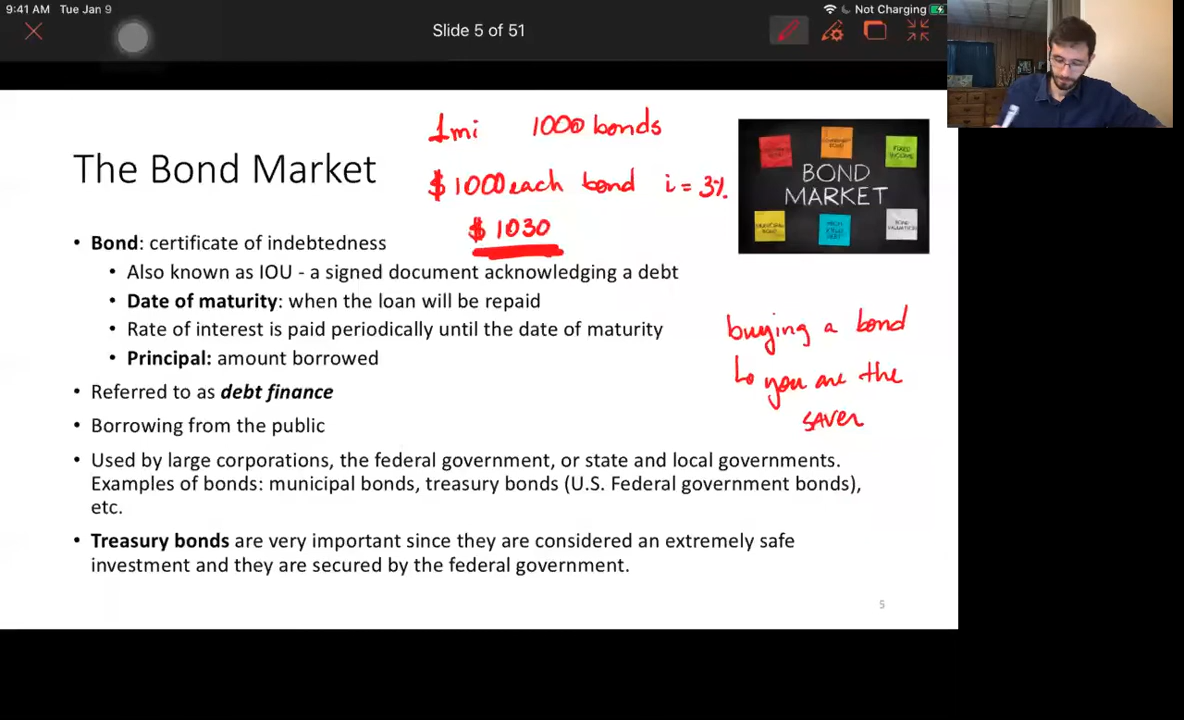 9:41 AM Tue Jan 9
Not Charging
Slide 5 of 51
1mi 1000 bonds
$1000 each bond i = 3%
$1030
The Bond Market
BOND
MARKET
• Bond: certificate of indebtedness
• Also known as IOU - a signed document acknowledging a debt
• Date of maturity: when the loan will be repaid
• Rate of interest is paid periodically until the date of maturity
• Principal: amount borrowed
buying a bond
↳ you are the
saver
• Referred to as debt finance
• Borrowing from the public
• Used by large corporations, the federal government, or state and local governments.
Examples of bonds: municipal bonds, treasury bonds (U.S. Federal government bonds),
etc.
• Treasury bonds are very important since they are considered an extremely safe
investment and they are secured by the federal government.
5